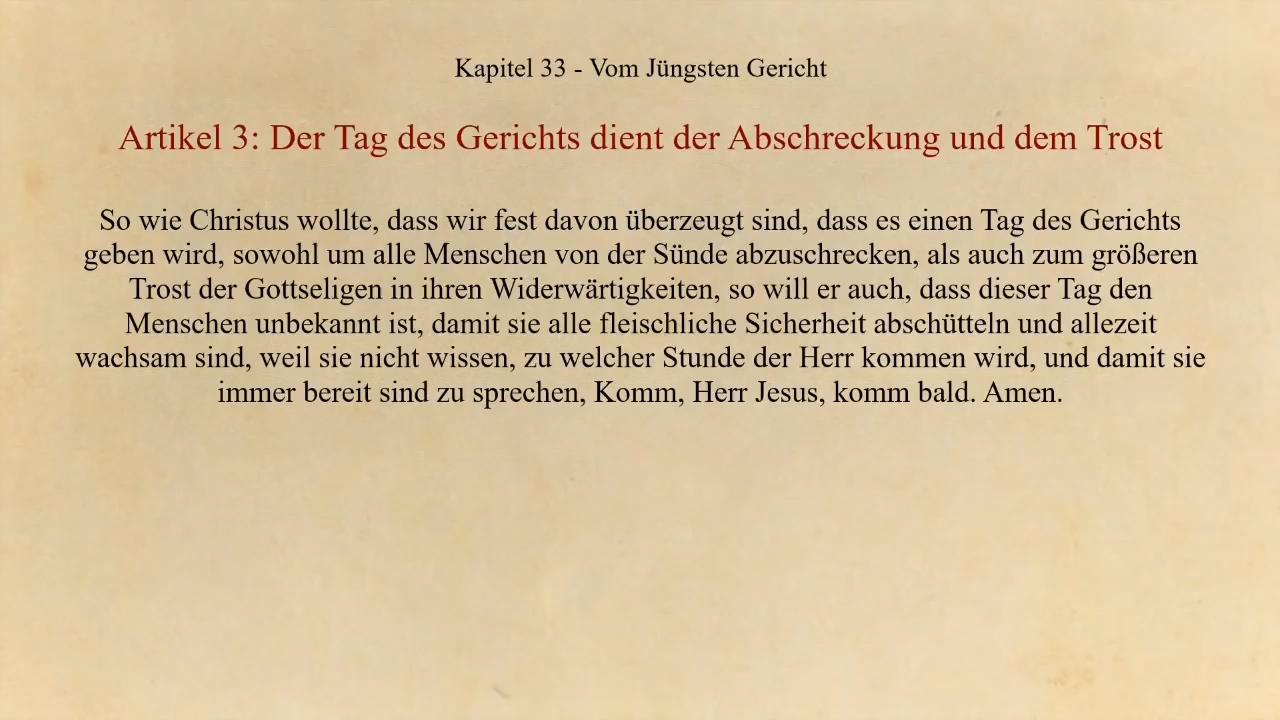 Kapitel 33 - Vom Jüngsten Gericht
Artikel 3: Der Tag des Gerichts dient der Abschreckung und dem Trost
So wie Christus wollte, dass wir fest davon überzeugt sind, dass es einen Tag des Gerichts
geben wird, sowohl um alle Menschen von der Sünde abzuschrecken, als auch zum größeren
Trost der Gottseligen in ihren Widerwärtigkeiten, so will er auch, dass dieser Tag den
Menschen unbekannt ist, damit sie alle fleischliche Sicherheit abschütteln und allezeit
wachsam sind, weil sie nicht wissen, zu welcher Stunde der Herr kommen wird, und damit sie
immer bereit sind zu sprechen, Komm, Herr Jesus, komm bald. Amen.